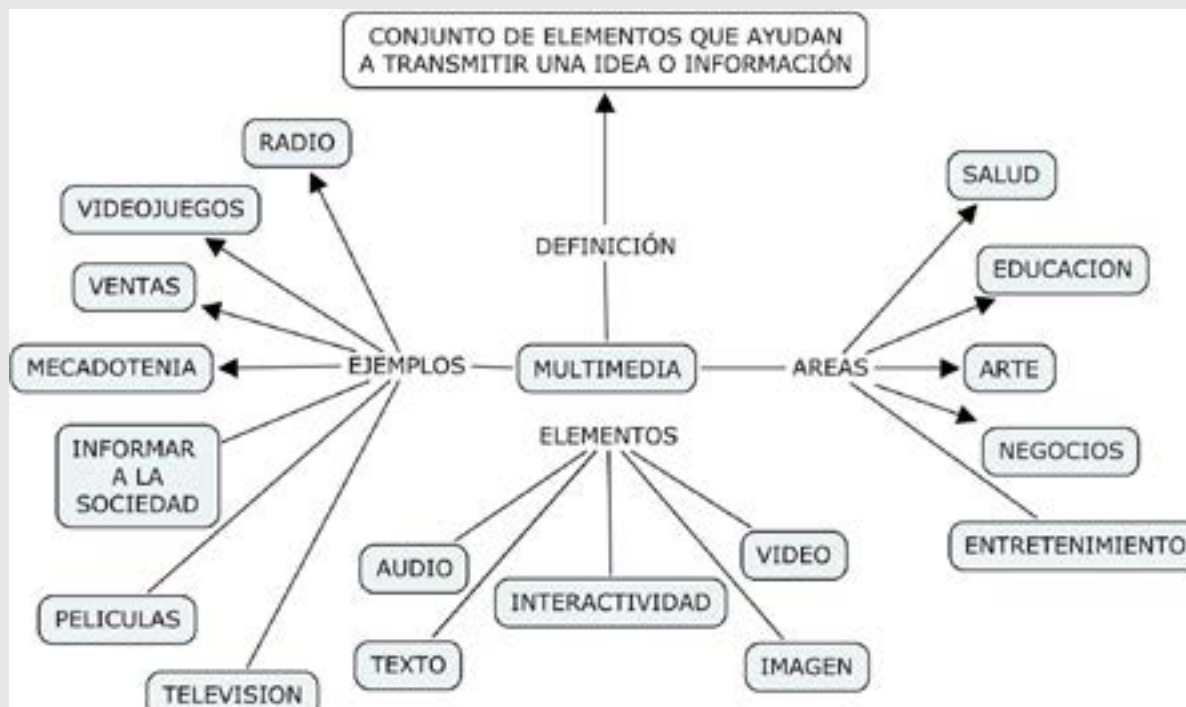 CONJUNTO DE ELEMENTOS QUE AYUDAN
A TRANSMITIR UNA IDEA O INFORMACIÓN
RADIO
VIDEOJUEGOS
VENTAS
MECADOTENIA
INFORMAR
A LA
SOCIEDAD
PELICULAS
TELEVISION
EJEMPLOS
DEFINICIÓN
MULTIMEDIA
ELEMENTOS
AUDIO
TEXTO
INTERACTIVIDAD
VIDEO
IMAGEN
AREAS
SALUD
EDUCACION
ARTE
NEGOCIOS
ENTRETENIMIENTO